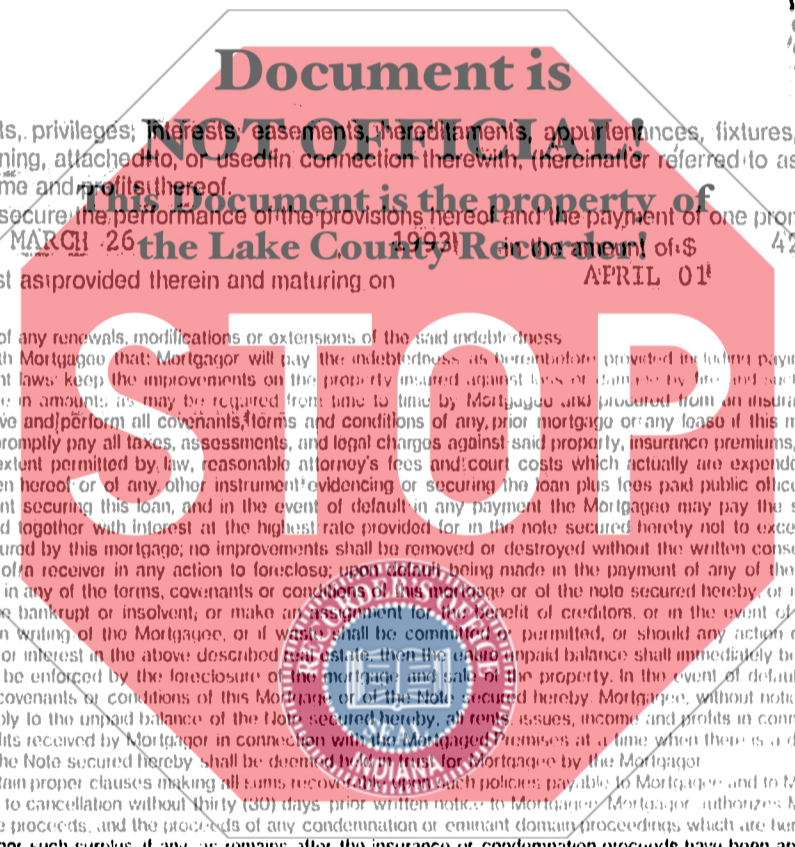 Document is
NOT OFFICIAL!
This Document is the property of
the Lake County Recorder!
STOP
ts, privileges, interests, easements, hereditaments, appurtenances, fixtures,
ning, attached to, or used in connection therewith, (hereinafter referred to as
me and profits thereof.
secure the performance of the provisions hereof and the payment of one prom
MARCH 26 1993 in the amount of $ 42
st as provided therein and maturing on APRIL 01
of any renewals, modifications or extensions of the said indebtedness
th Mortgagee that: Mortgagor will pay the indebtedness as hereinbefore provided including paym
nt laws: keep the improvements on the property insured against loss or damage by fire and such
e in amounts as may be required from time to time by Mortgagee and procured from an insura
ve and perform all covenants, terms and conditions of any prior mortgage or any lease if this m
romptly pay all taxes, assessments, and legal charges against said property, insurance premiums,
extent permitted by law, reasonable attorney's fees and court costs which actually are expende
en hereof or of any other instrument evidencing or securing the loan plus fees paid public office
nt securing this loan, and in the event of default in any payment the Mortgagee may pay the s
d together with interest at the highest rate provided for in the note secured hereby not to exce
ured by this mortgage; no improvements shall be removed or destroyed without the written conse
of a receiver in any action to foreclose; upon default being made in the payment of any of the
in any of the terms, covenants or conditions of this mortgage or of the note secured hereby, or i
e bankrupt or insolvent; or make an assignment for the benefit of creditors, or in the event of
n writing of the Mortgagee, or if waste shall be committed or permitted, or should any action
or interest in the above described real estate, then the entire unpaid balance shall immediately be
be enforced by the foreclosure of the mortgage and sale of the property. In the event of defaul
covenants or conditions of this Mortgage or of the Note secured hereby. Mortgagee, without notic
ply to the unpaid balance of the Note secured hereby, all rents, issues, income and profits in conn
its received by Mortgagor in connection with the Mortgaged Premises at a time when there is a d
he Note secured hereby shall be deemed held in trust for Mortgagee by the Mortgagor
tain proper clauses making all sums recoverable upon such policies payable to Mortgagee and to M
to cancellation without thirty (30) days prior written notice to Mortgagee. Mortgagor authorizes M
e proceeds, and the proceeds of any condemnation or eminent domain proceedings which are her
such surplus, if any, as remains after the insurance or condemnation proceeds have been
INDIANA